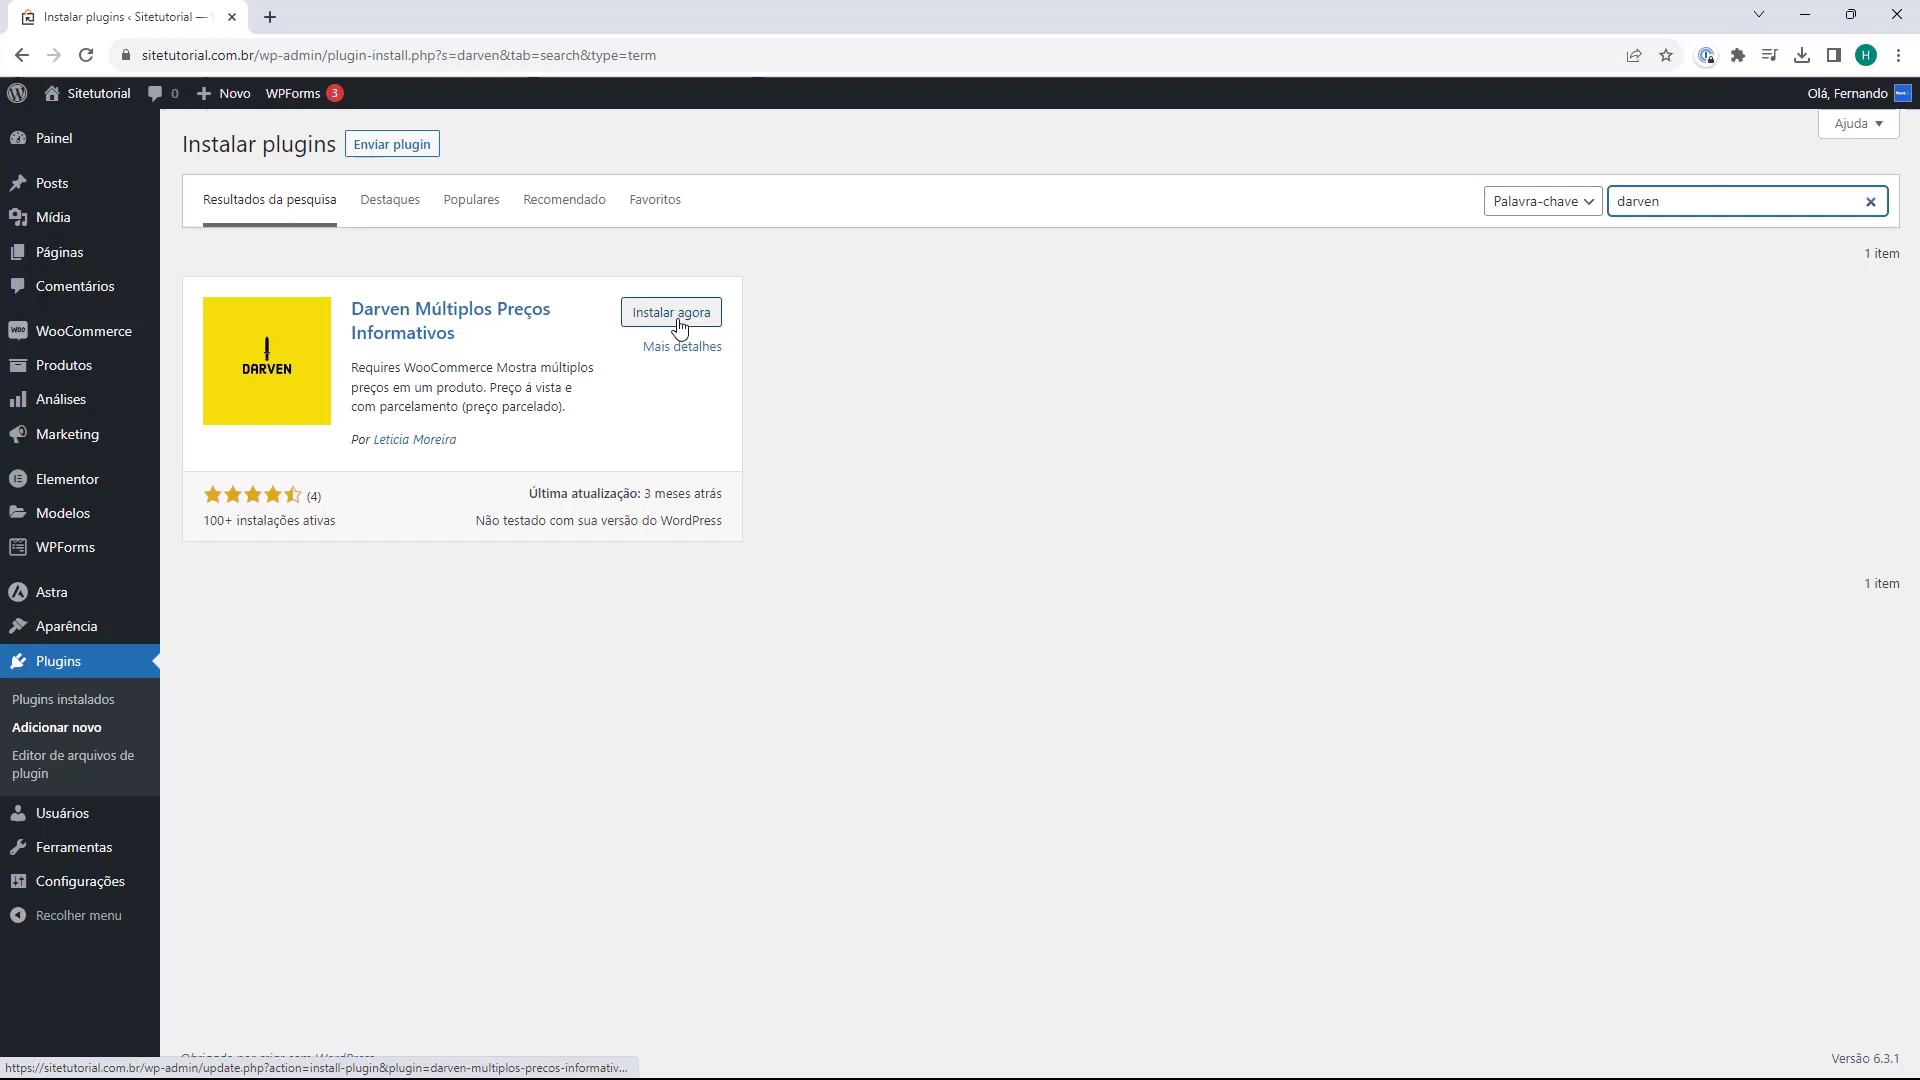 Instalar plugins ‹ Sitetutorial —
sitetutorial.com.br/wp-admin/plugin-install.php?s=darven&tab=search&type=term
H
Sitetutorial
0
Novo
WPForms 3
Olá, Fernando
Ajuda
Painel
Posts
Mídia
Páginas
Comentários
WooCommerce
Produtos
Análises
Marketing
Elementor
Modelos
WPForms
Astra
Aparência
Plugins
Plugins instalados
Adicionar novo
Editor de arquivos de
plugin
Usuários
Ferramentas
Configurações
Recolher menu
Instalar plugins
Enviar plugin
Resultados da pesquisa
Destaques
Populares
Recomendado
Favoritos
Palavra-chave
darven
1 item
DARVEN
Darven Múltiplos Preços
Informativos
Instalar agora
Mais detalhes
Requires WooCommerce Mostra múltiplos
preços em um produto. Preço á vista e
com parcelamento (preço parcelado).
Por Leticia Moreira
(4)
100+ instalações ativas
Última atualização: 3 meses atrás
Não testado com sua versão do WordPress
1 item
Versão 6.3.1
https://sitetutorial.com.br/wp-admin/update.php?action=install-plugin&plugin=darven-multiplos-precos-informativ...